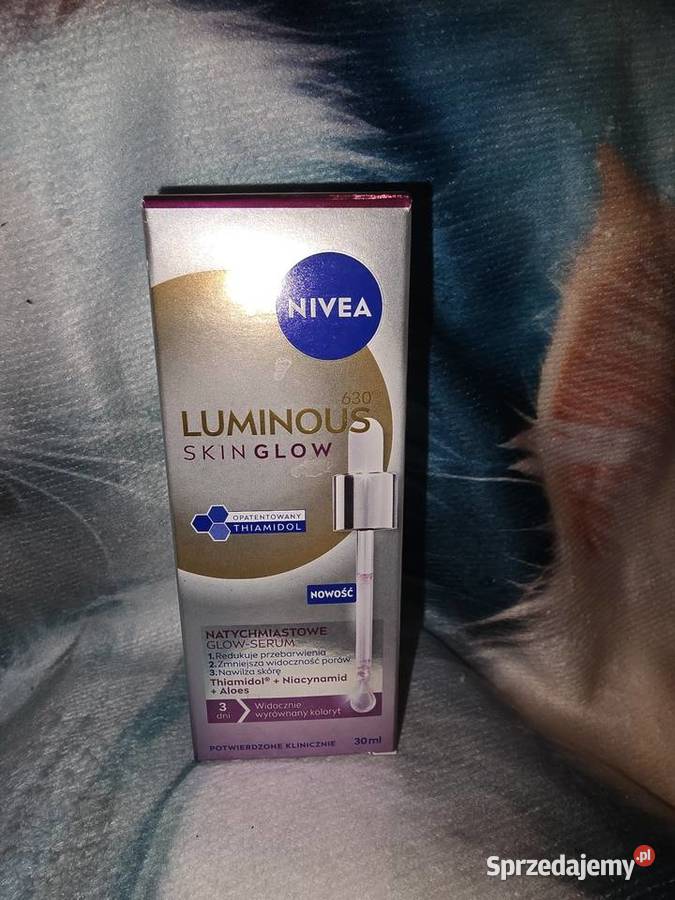 NIVEA
630
LUMINOUS
SKIN GLOW
OPATENTOWANY
THIAMIDOL
NOWOŚĆ
NATYCHMIASTOWE
GLOW-SERUM
1. Redukuje przebarwienia
2. Zmniejsza widoczność porów
3. Nawilża skórę
Thiamidol® + Niacynamid
+ Aloes
3 dni
Widocznie
wyrównany koloryt
POTWIERDZONE KLINICZNIE 30ml
Sprzedajemy.pl